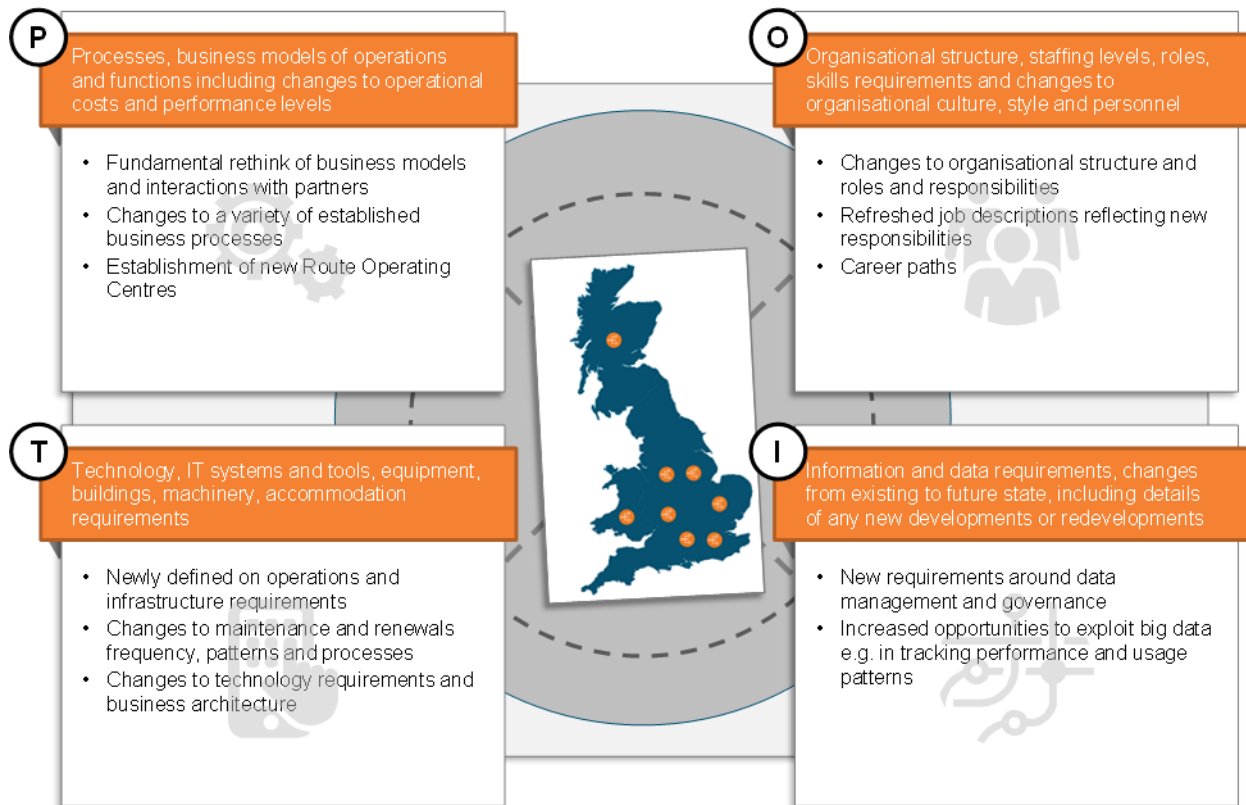 P
Processes, business models of operations
and functions including changes to operational
costs and performance levels
• Fundamental rethink of business models
and interactions with partners
• Changes to a variety of established
business processes
• Establishment of new Route Operating
Centres
O
Organisational structure, staffing levels, roles,
skills requirements and changes to
organisational culture, style and personnel
• Changes to organisational structure and
roles and responsibilities
• Refreshed job descriptions reflecting new
responsibilities
• Career paths
T
Technology, IT systems and tools, equipment,
buildings, machinery, accommodation
requirements
• Newly defined on operations and
infrastructure requirements
• Changes to maintenance and renewals
frequency, patterns and processes
• Changes to technology requirements and
business architecture
I
Information and data requirements, changes
from existing to future state, including details
of any new developments or redevelopments
• New requirements around data
management and governance
• Increased opportunities to exploit big data
e.g. in tracking performance and usage
patterns